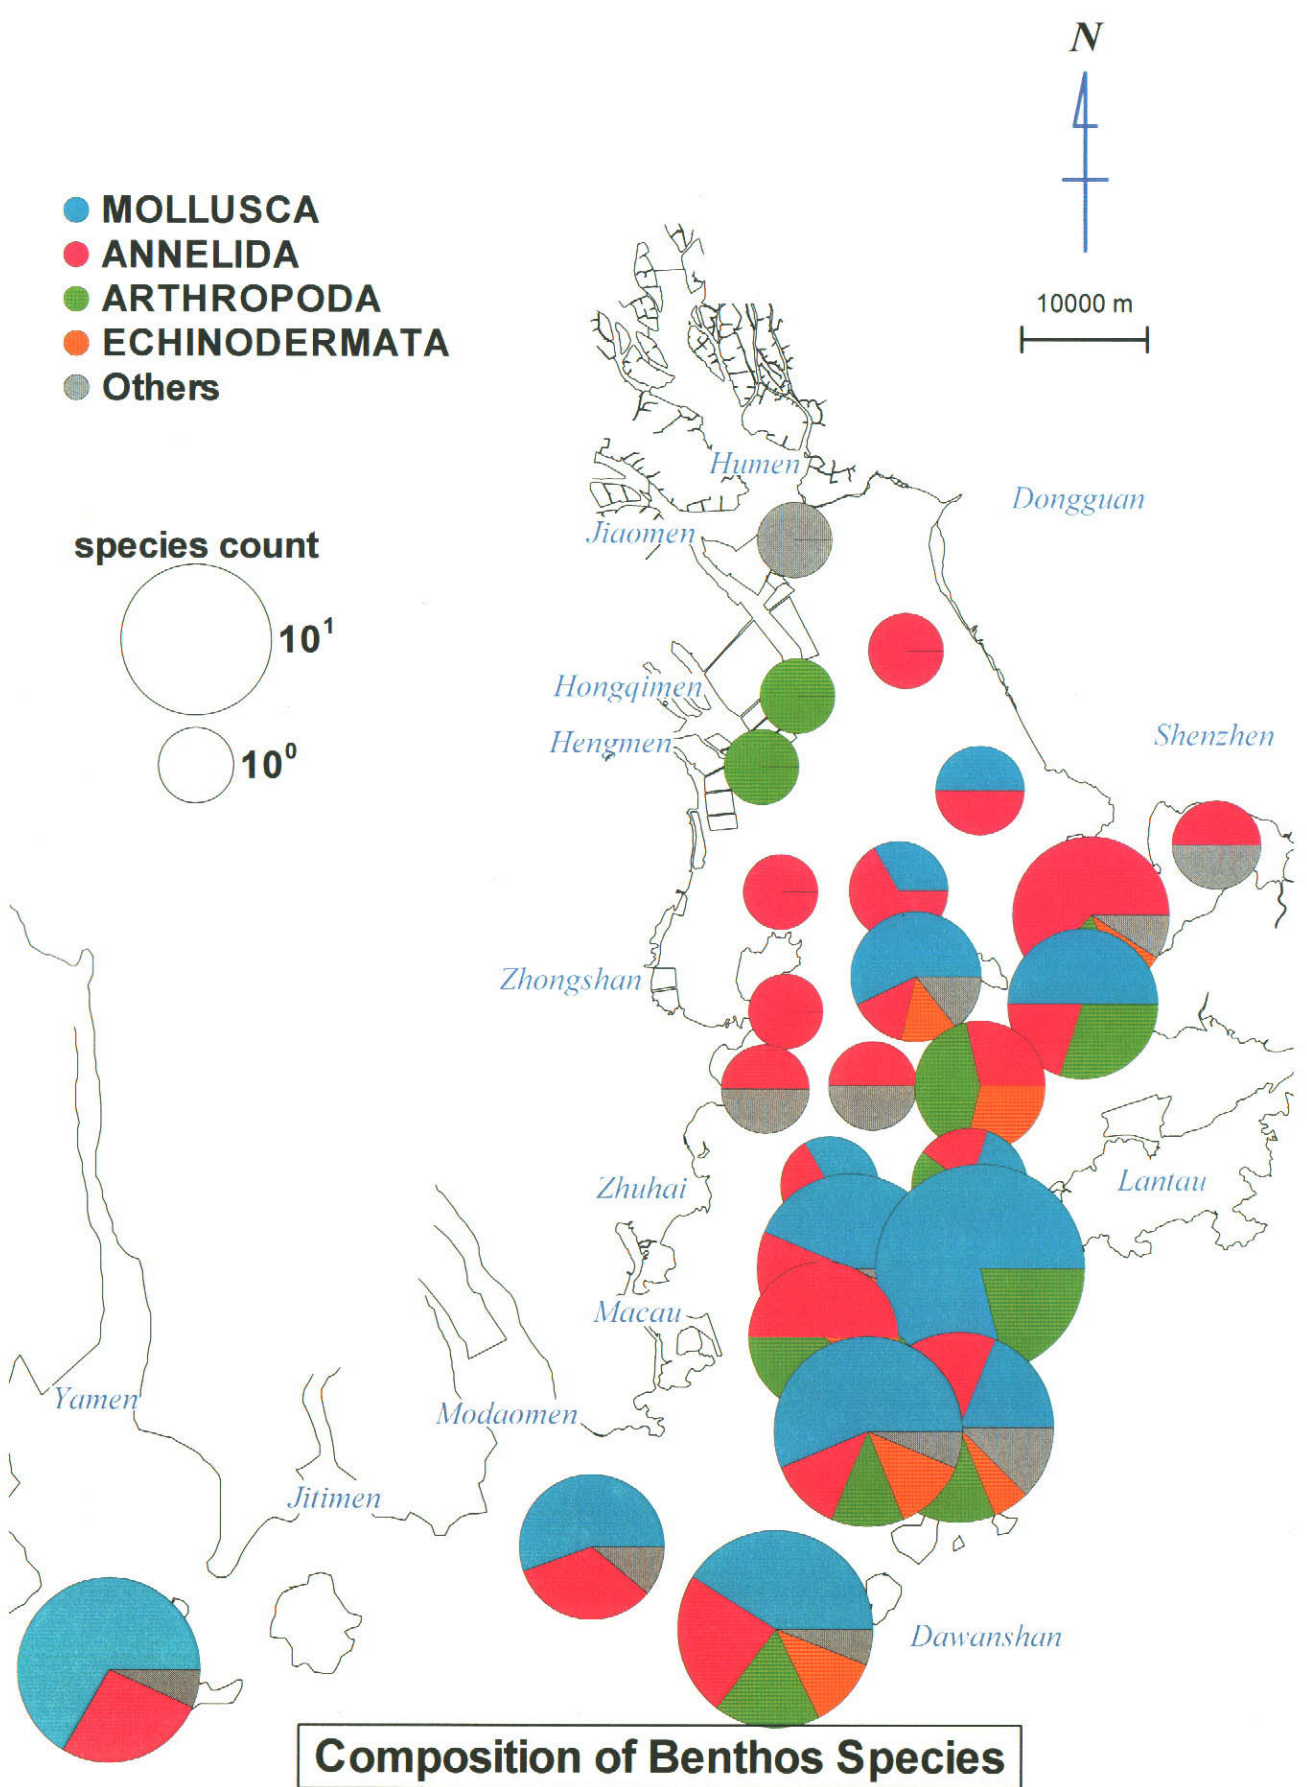 N
MOLLUSCA
ANNELIDA
ARTHROPODA
ECHINODERMATA
Others
10000 m
Humen
Dongguan
Jiaomen
species count
10¹
10⁰
Hongqimen
Hengmen
Shenzhen
Zhongshan
Zhuhai
Lantau
Macau
Yamen
Modaomen
Jitimen
Dawanshan
Composition of Benthos Species